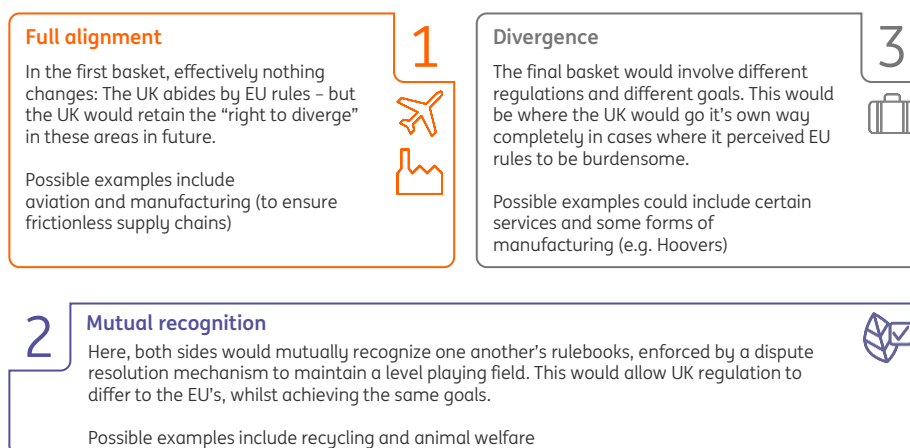 Full alignment
1
In the first basket, effectively nothing
changes: The UK abides by EU rules – but
the UK would retain the “right to diverge”
in these areas in future.
Possible examples include
aviation and manufacturing (to ensure
frictionless supply chains)
Divergence
3
The final basket would involve different
regulations and different goals. This would
be where the UK would go it’s own way
completely in cases where it perceived EU
rules to be burdensome.
Possible examples could include certain
services and some forms of
manufacturing (e.g. Hoovers)
2
Mutual recognition
Here, both sides would mutually recognize one another’s rulebooks, enforced by a dispute
resolution mechanism to maintain a level playing field. This would allow UK regulation to
differ to the EU’s, whilst achieving the same goals.
Possible examples include recycling and animal welfare